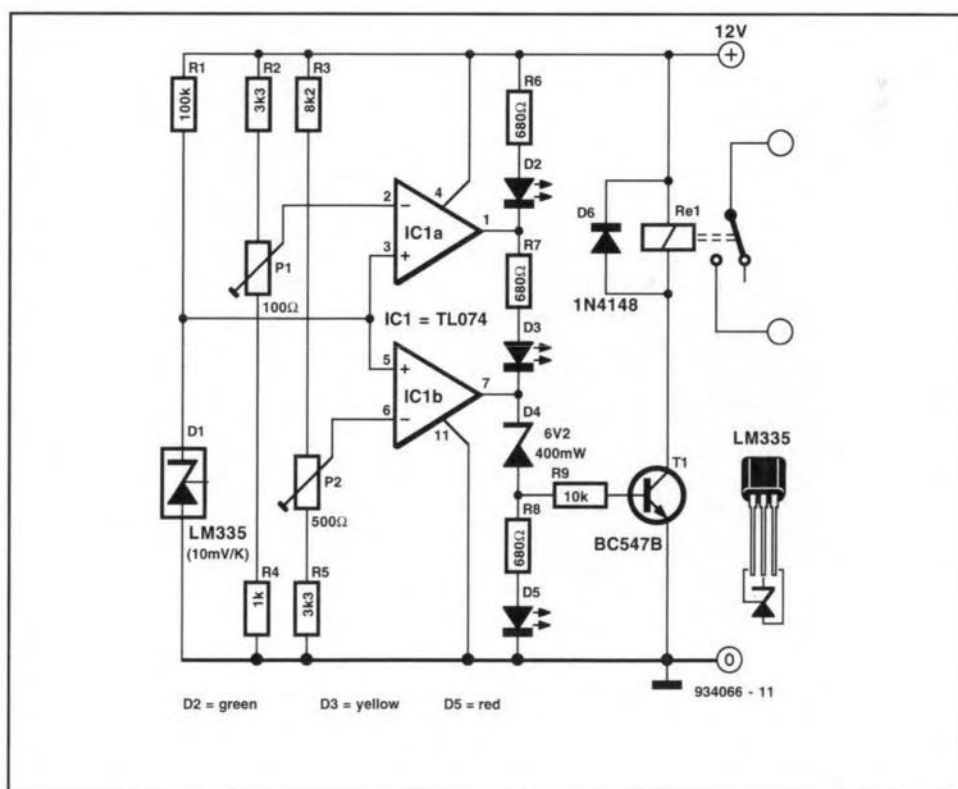 12V
+
R1
100k
R2
3k3
R3
8k2
R6
680Ω
D2
4
2
−
IC1a
3
+
1
P1
100Ω
R7
680Ω
D6
1N4148
Re1
IC1 = TL074
D3
5
+
IC1b
7
6
−
11
D4
6V2
400mW
D1
LM335
(10mV/K)
P2
500Ω
R9
10k
T1
BC547B
LM335
R4
1k
R5
3k3
R8
680Ω
D5
0
934066 - 11
D2 = green
D3 = yellow
D5 = red